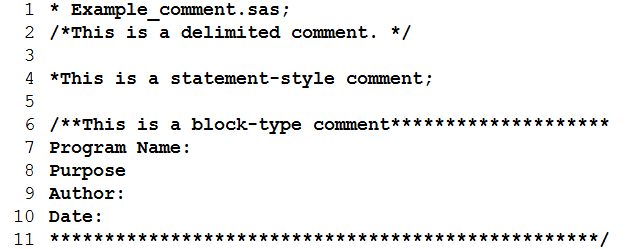 1 * Example_comment.sas;
2 /*This is a delimited comment. */
3
4 *This is a statement-style comment;
5
6 /**This is a block-type comment********************
7 Program Name:
8 Purpose
9 Author:
10 Date:
11 **************************************************/